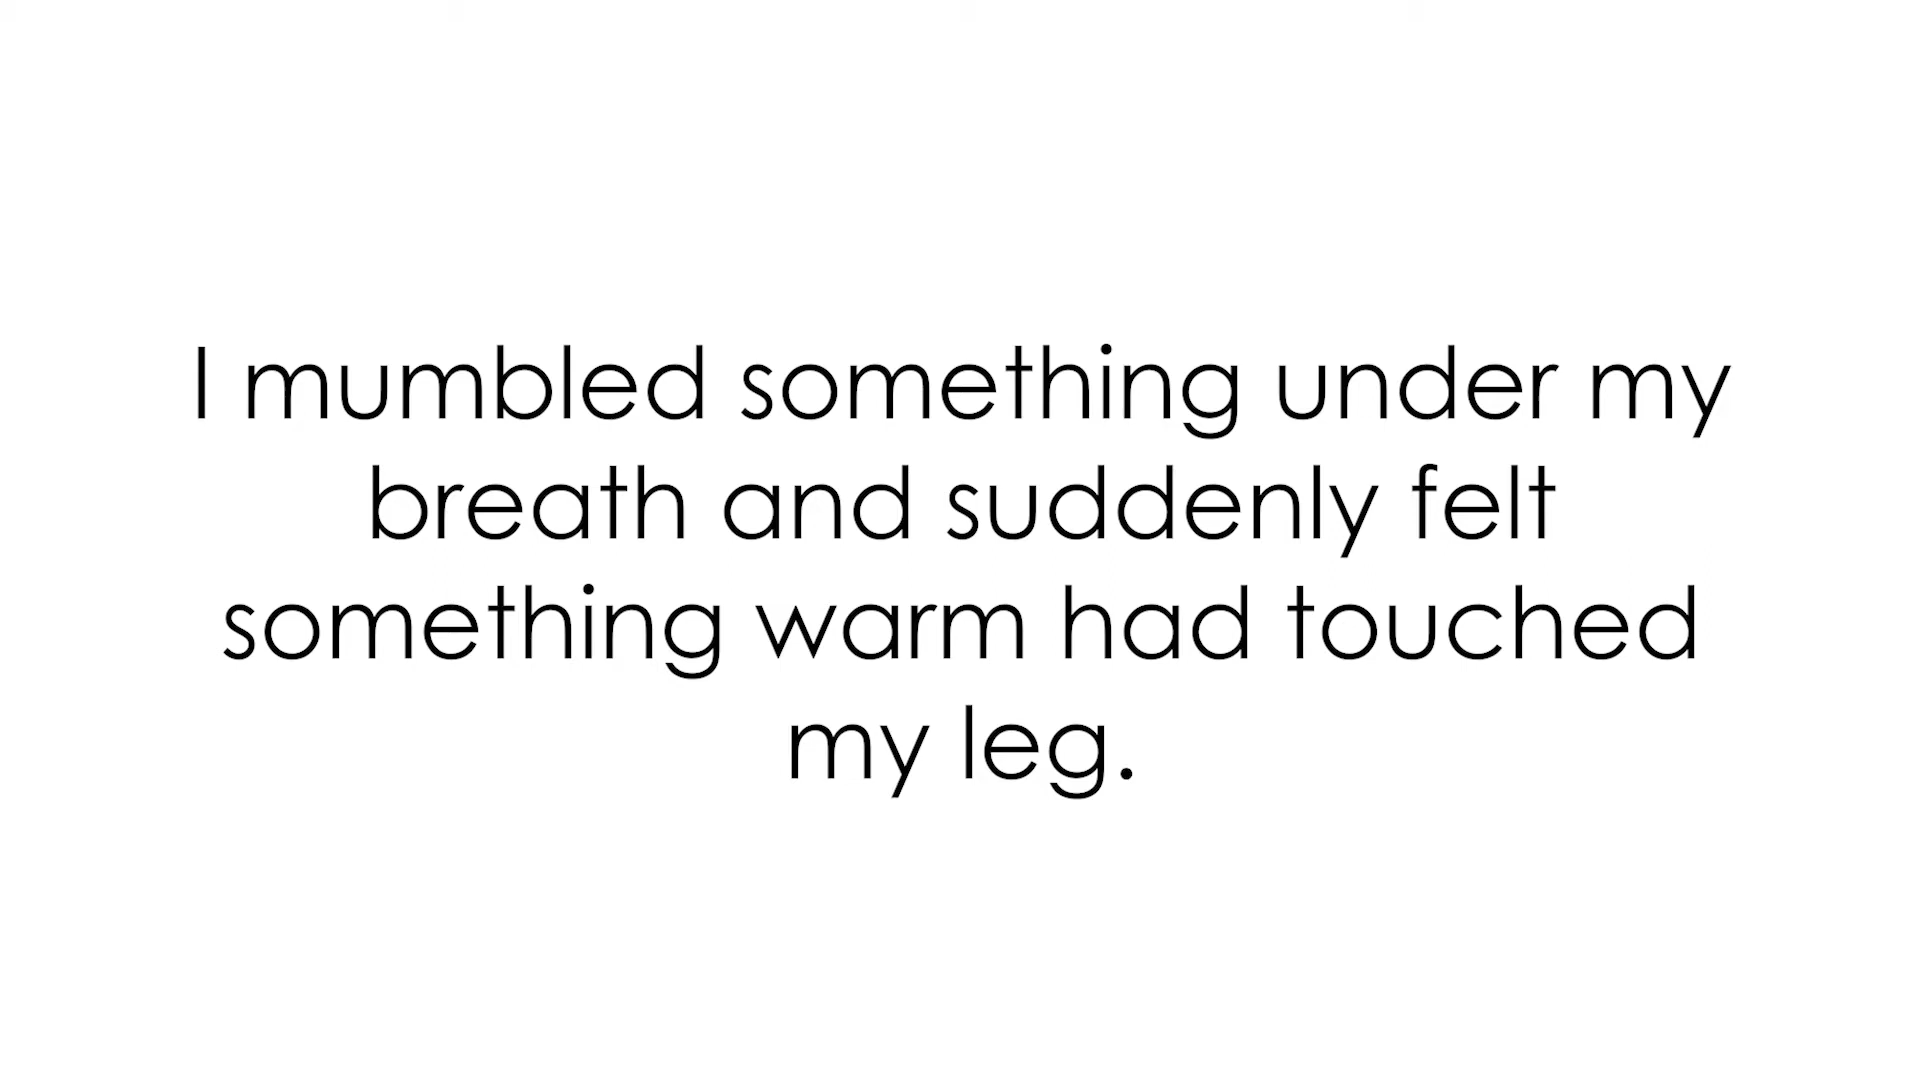 I mumbled something under my
breath and suddenly felt
something warm had touched
my leg.